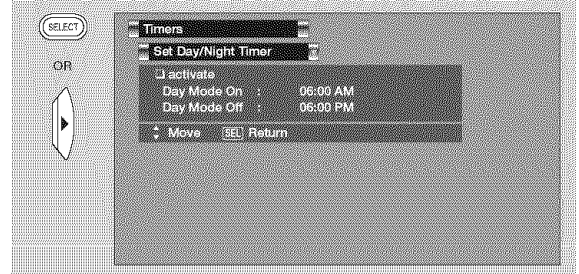 SELECT
OR
Timers
Set Day/Night Timer
❏ activate
Day Mode On : 06:00 AM
Day Mode Off : 06:00 PM
Move SEL Return